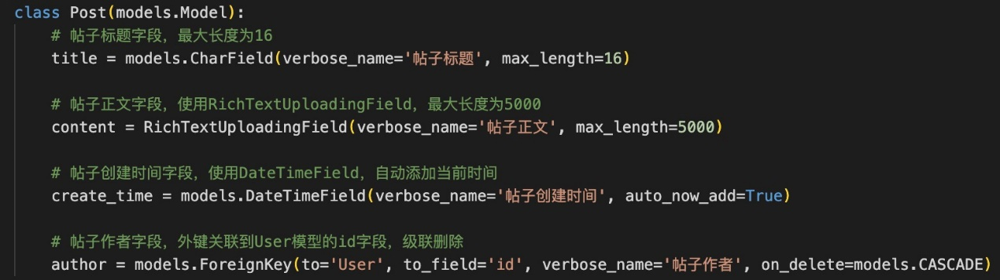 class Post(models.Model):
# 帖子标题字段，最大长度为16
title = models.CharField(verbose_name='帖子标题', max_length=16)
# 帖子正文字段，使用RichTextUploadingField，最大长度为5000
content = RichTextUploadingField(verbose_name='帖子正文', max_length=5000)
# 帖子创建时间字段，使用DateTimeField，自动添加当前时间
create_time = models.DateTimeField(verbose_name='帖子创建时间', auto_now_add=True)
# 帖子作者字段，外键关联到User模型的id字段，级联删除
author = models.ForeignKey(to='User', to_field='id', verbose_name='帖子作者', on_delete=models.CASCADE)